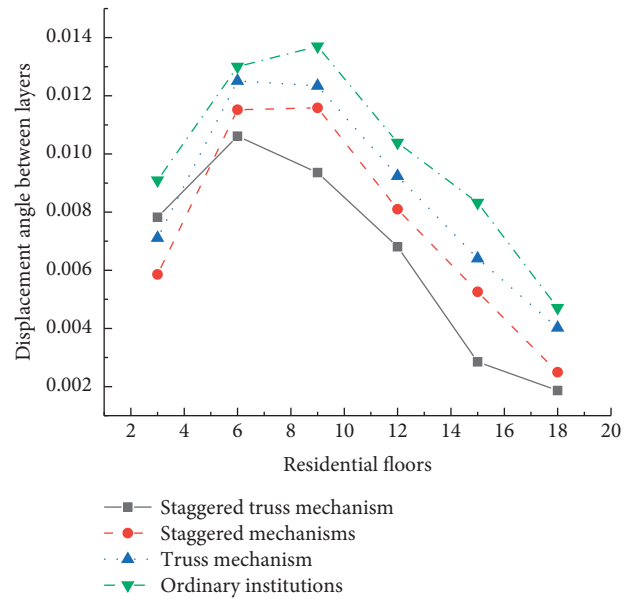 0.014
0.012
0.010
0.008
0.006
0.004
0.002
Displacement angle between layers
2 4 6 8 10 12 14 16 18 20
Residential floors
Staggered truss mechanism
Staggered mechanisms
Truss mechanism
Ordinary institutions